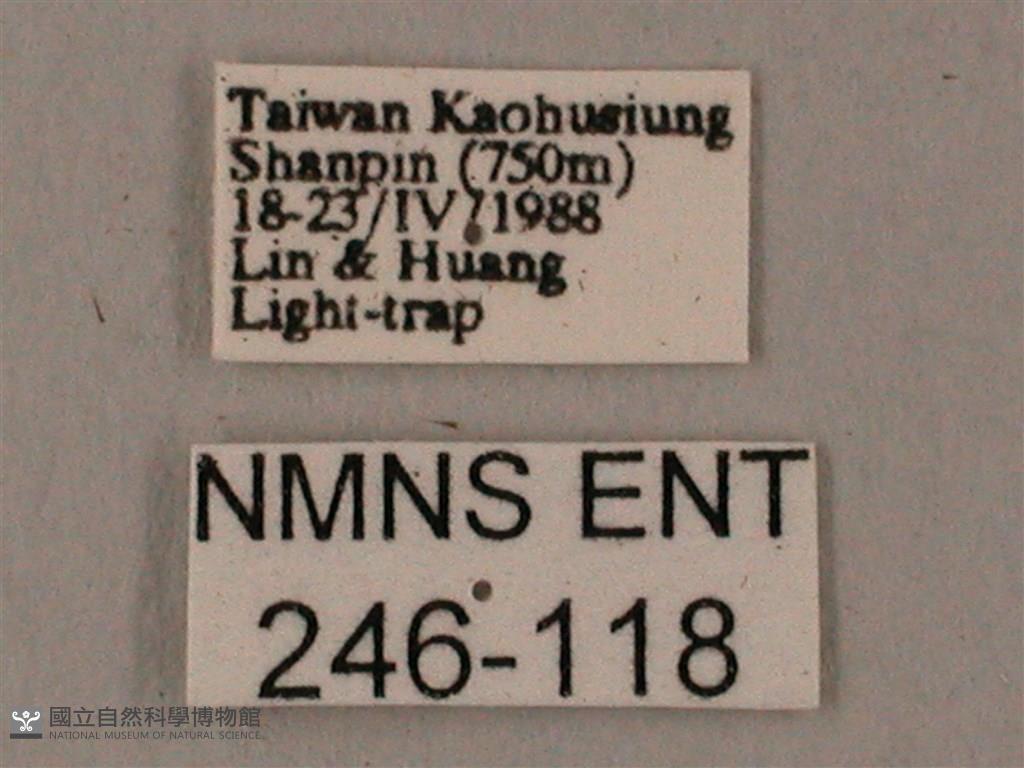 Taiwan Kaohusiung
Shanpin (750m)
18-23/IV/1988
Lin & Huang
Light-trap
NMNS ENT
246-118
國立自然科學博物館
NATIONAL MUSEUM OF NATURAL SCIENCE